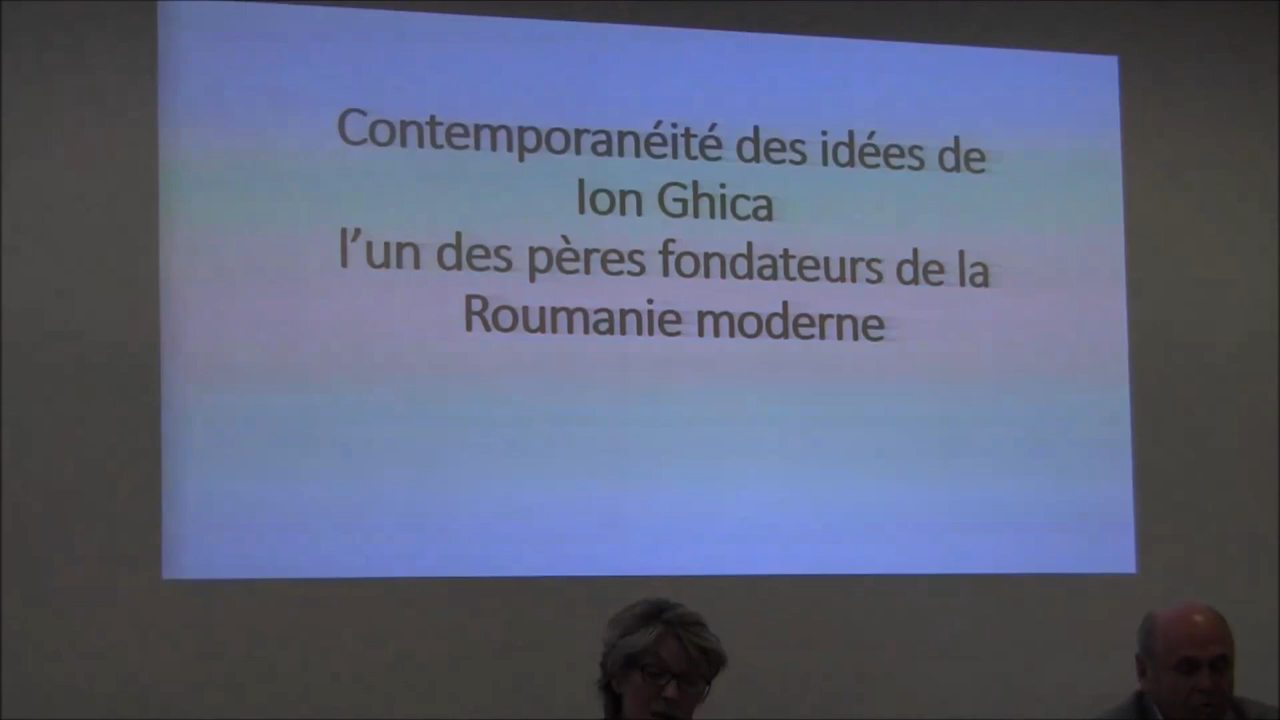 Contemporanéité des idées de
Ion Ghica
l'un des pères fondateurs de la
Roumanie moderne